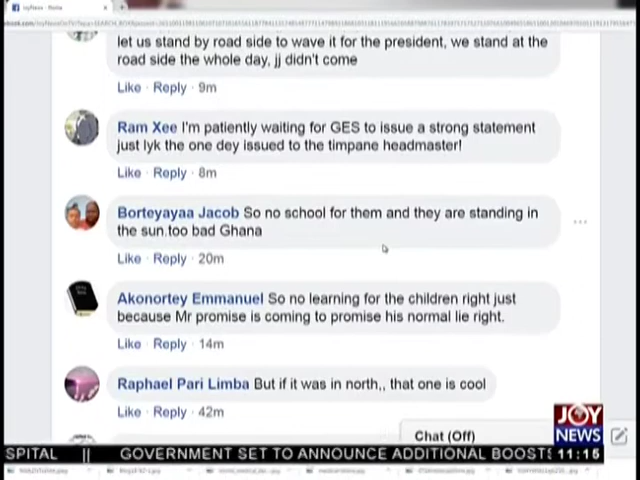 JoyNews - Home
let us stand by road side to wave it for the president, we stand at the
road side the whole day, jj didn't come
Like · Reply · 9m
Ram Xee I'm patiently waiting for GES to issue a strong statement
just lyk the one dey issued to the timpane headmaster!
Like · Reply · 8m
Borteyayaa Jacob So no school for them and they are standing in
the sun.too bad Ghana
Like · Reply · 20m
Akonortey Emmanuel So no learning for the children right just
because Mr promise is coming to promise his normal lie right.
Like · Reply · 14m
Raphael Pari Limba But if it was in north,, that one is cool
Like · Reply · 42m
Chat (Off)
JOY
NEWS
SPITAL || GOVERNMENT SET TO ANNOUNCE ADDITIONAL BOOSTS
11:15